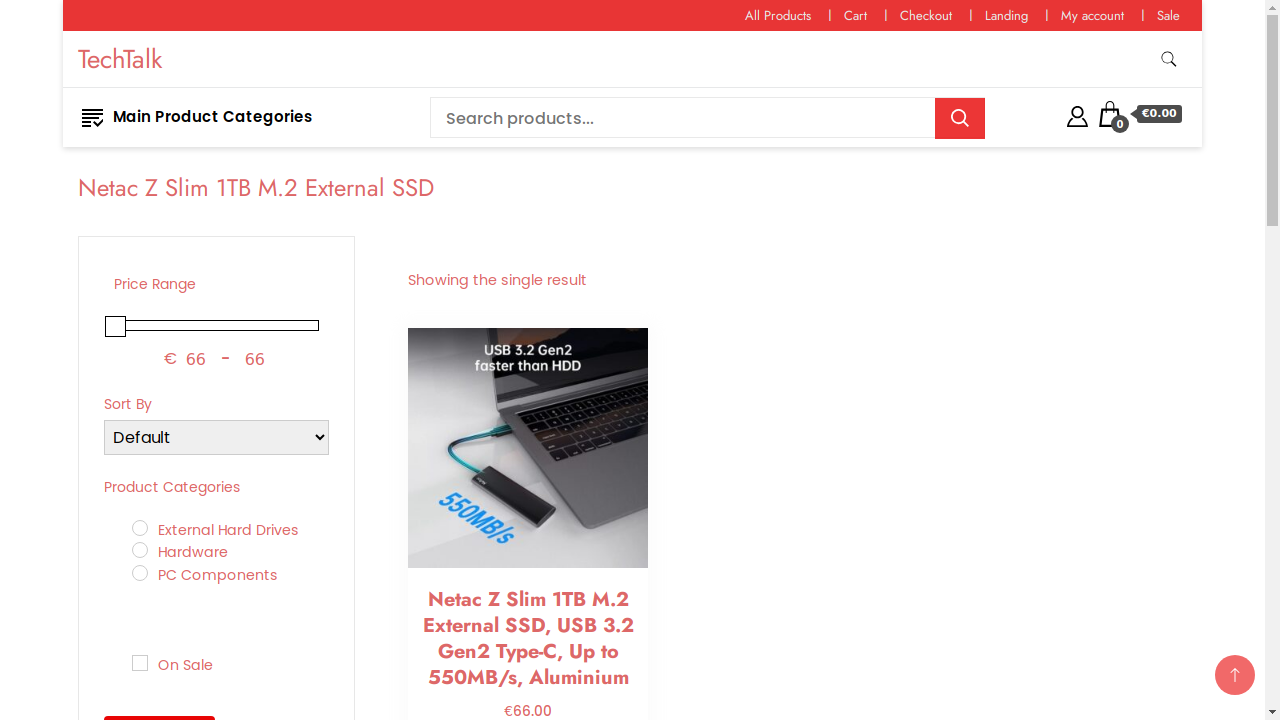 All Products | Cart | Checkout | Landing | My account | Sale
TechTalk
Main Product Categories
Search products...
0
€0.00
Netac Z Slim 1TB M.2 External SSD
Price Range
€ 66 - 66
Sort By
Default
Product Categories
External Hard Drives
Hardware
PC Components
On Sale
Showing the single result
USB 3.2 Gen2
faster than HDD
Netac
550MB/s
Netac Z Slim 1TB M.2
External SSD, USB 3.2
Gen2 Type-C, Up to
550MB/s, Aluminium
€66.00